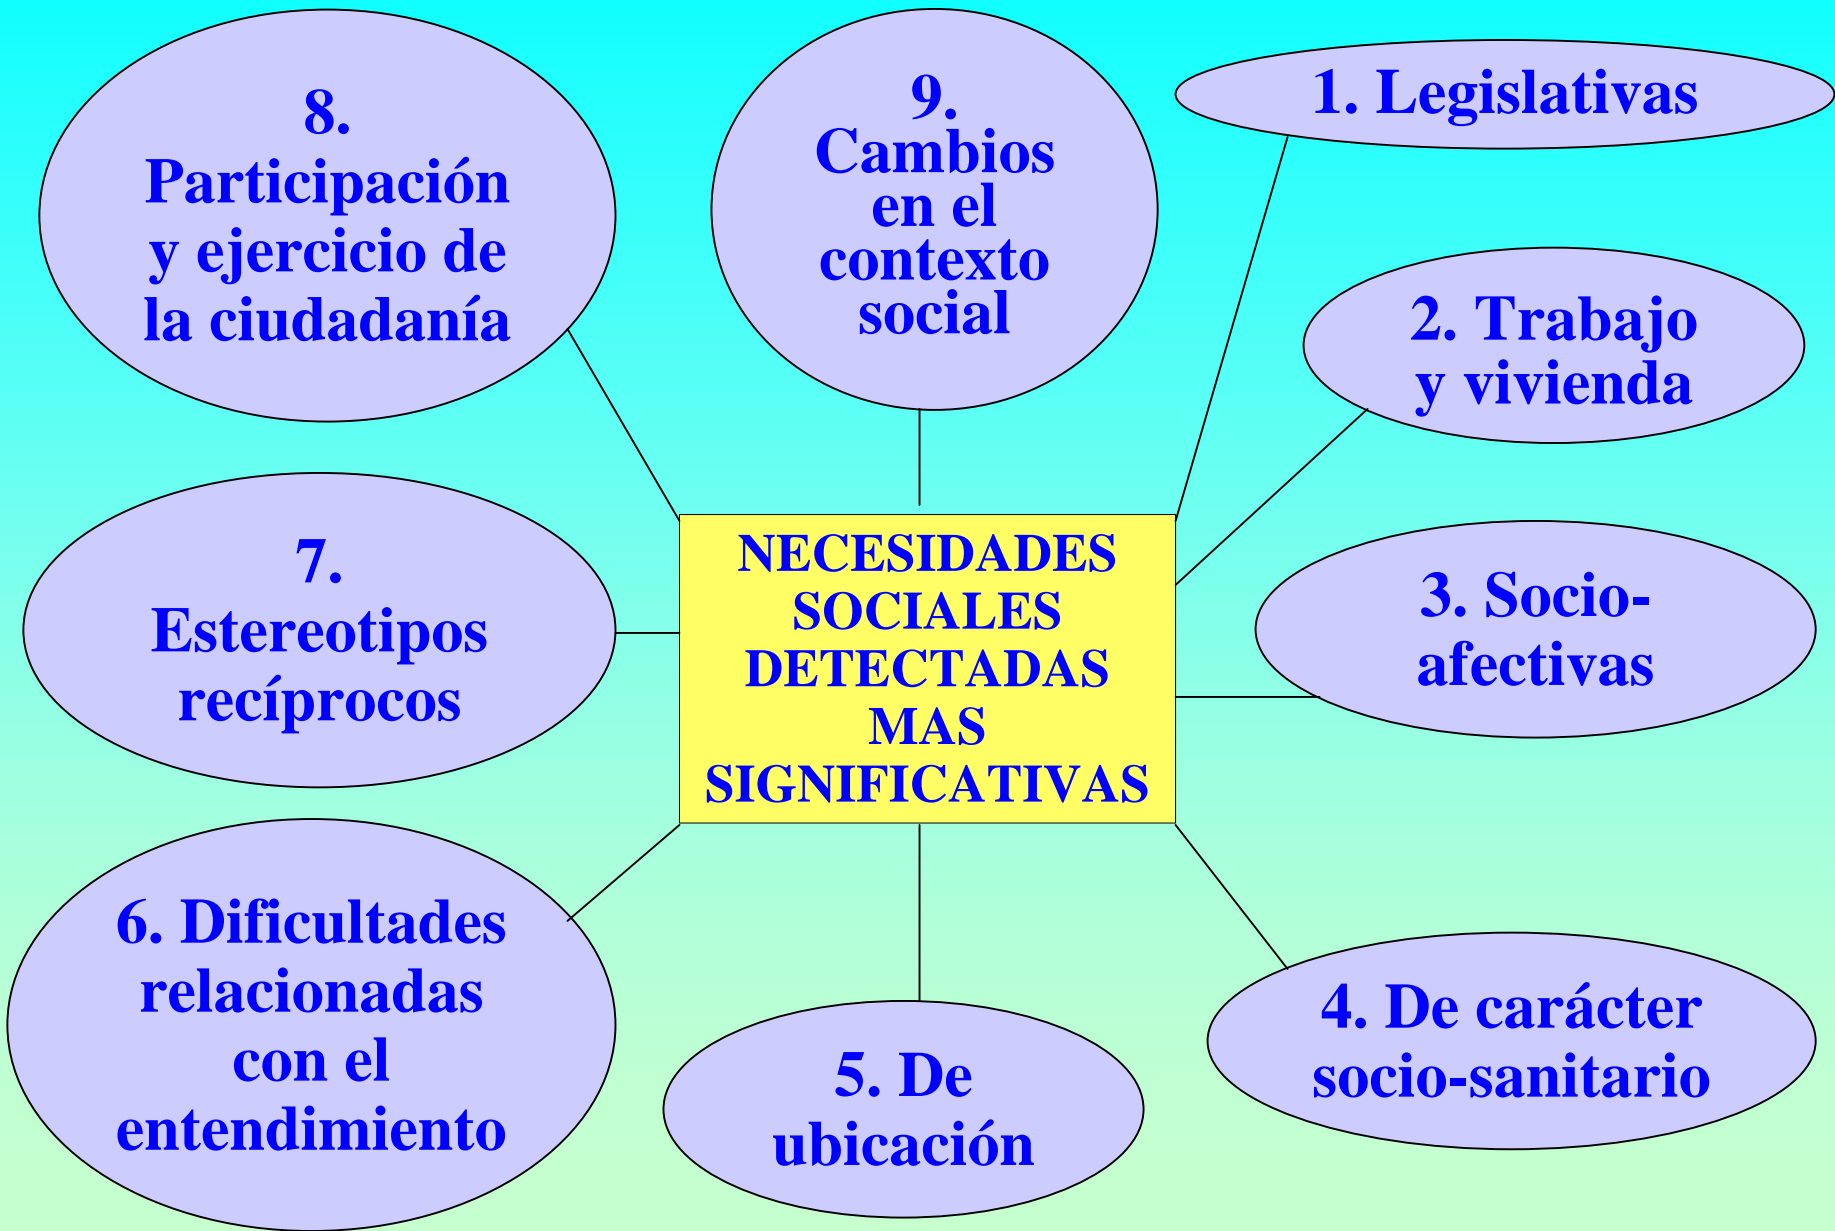 8.
Participación
y ejercicio de
la ciudadanía
9.
Cambios
en el
contexto
social
1. Legislativas
2. Trabajo
y vivienda
7.
Estereotipos
recíprocos
NECESIDADES
SOCIALES
DETECTADAS
MAS
SIGNIFICATIVAS
3. Socio-
afectivas
6. Dificultades
relacionadas
con el
entendimiento
5. De
ubicación
4. De carácter
socio-sanitario